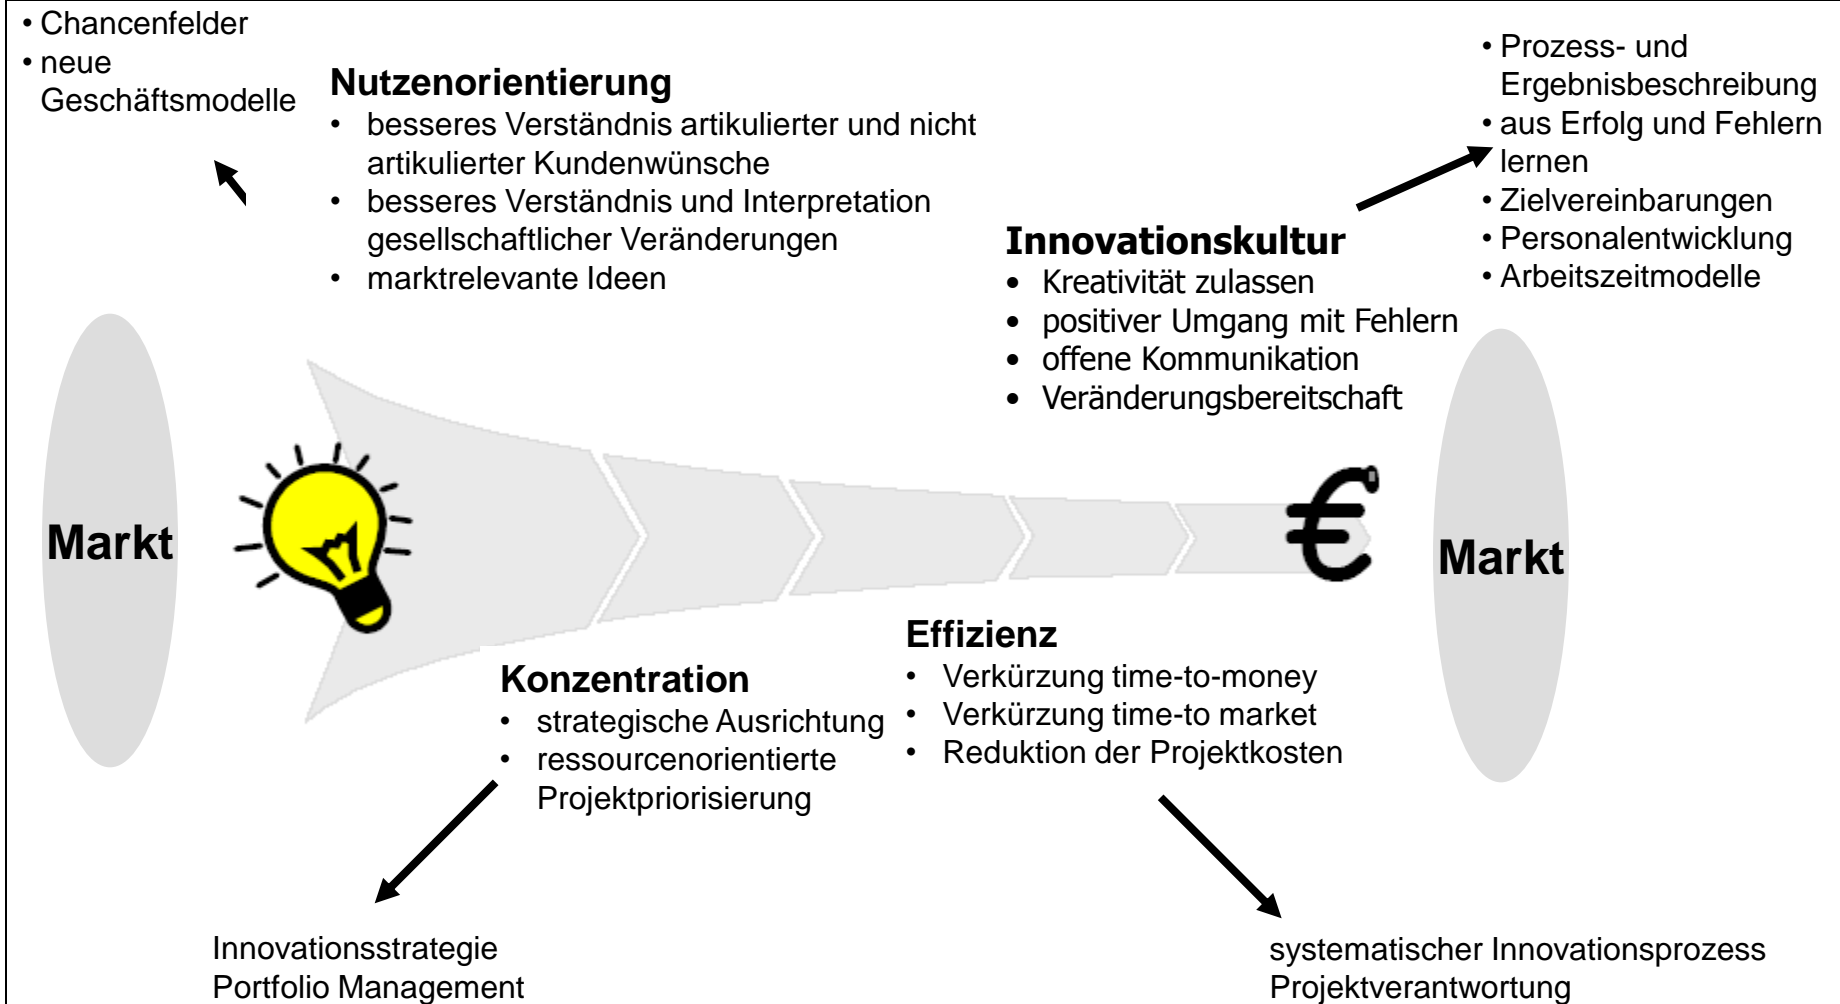 • Chancenfelder
• neue
Geschäftsmodelle
Nutzenorientierung
• besseres Verständnis artikulierter und nicht
artikulierter Kundenwünsche
• besseres Verständnis und Interpretation
gesellschaftlicher Veränderungen
• marktrelevante Ideen
Innovationskultur
• Kreativität zulassen
• positiver Umgang mit Fehlern
• offene Kommunikation
• Veränderungsbereitschaft
• Prozess- und
Ergebnisbeschreibung
• aus Erfolg und Fehlern
lernen
• Zielvereinbarungen
• Personalentwicklung
• Arbeitszeitmodelle
Markt
€
Markt
Konzentration
• strategische Ausrichtung
• ressourcenorientierte
Projektpriorisierung
Effizienz
• Verkürzung time-to-money
• Verkürzung time-to market
• Reduktion der Projektkosten
Innovationsstrategie
Portfolio Management
systematischer Innovationsprozess
Projektverantwortung